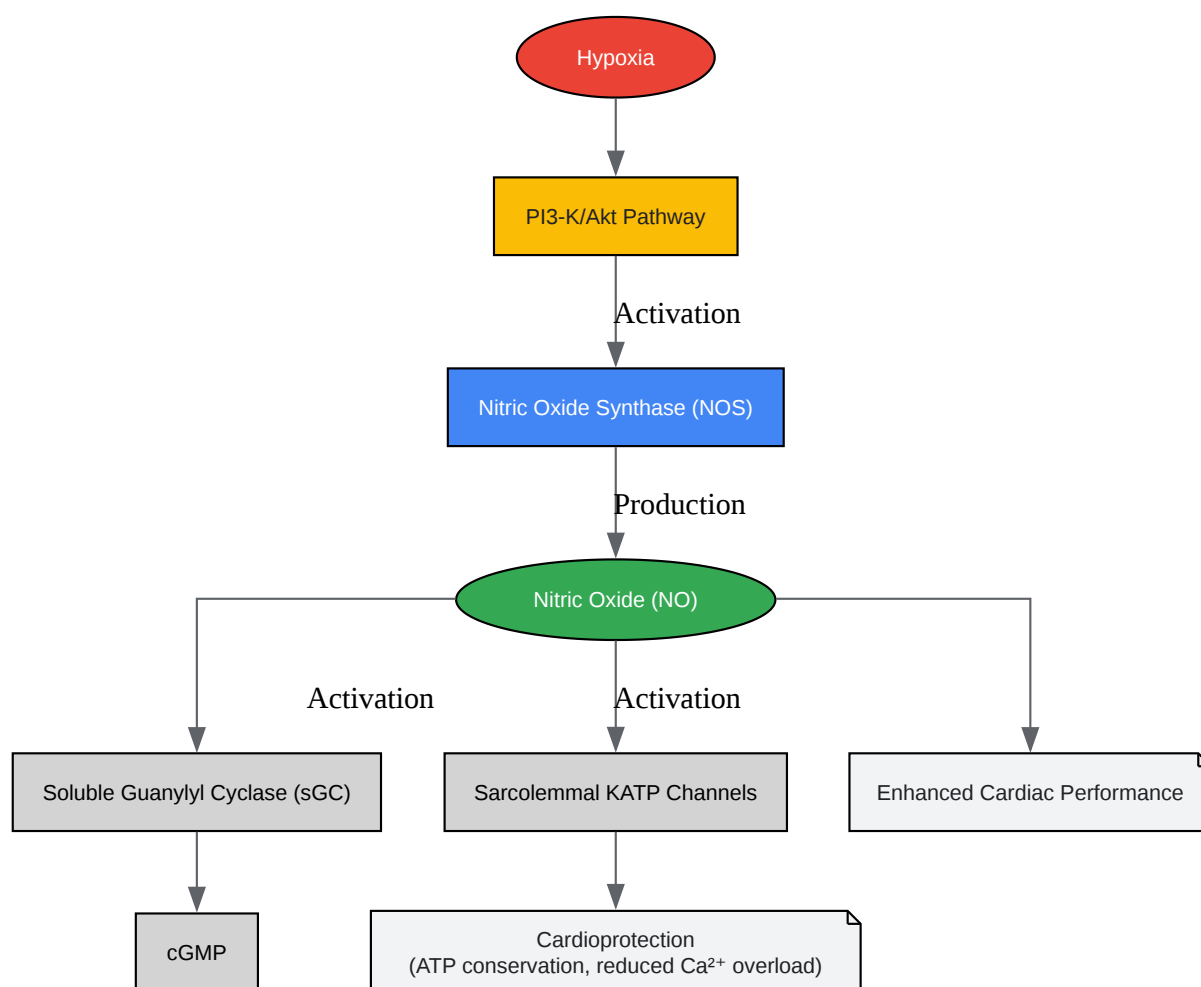 Hypoxia
PI3-K/Akt Pathway
Activation
Nitric Oxide Synthase (NOS)
Production
Nitric Oxide (NO)
Activation
Activation
Soluble Guanylyl Cyclase (sGC)
Sarcolemmal KATP Channels
Enhanced Cardiac Performance
cGMP
Cardioprotection
(ATP conservation, reduced Ca²⁺ overload)